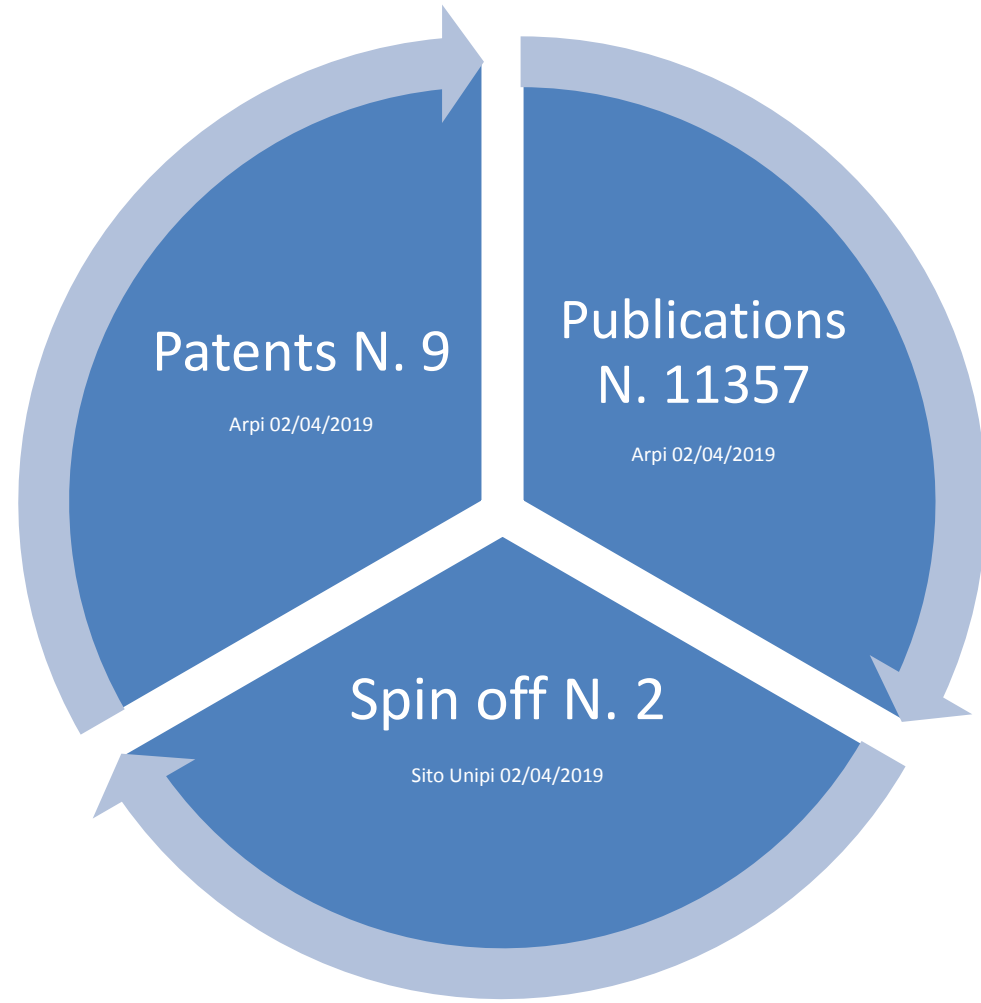 Patents N. 9
Arpi 02/04/2019
Publications
N. 11357
Arpi 02/04/2019
Spin off N. 2
Sito Unipi 02/04/2019